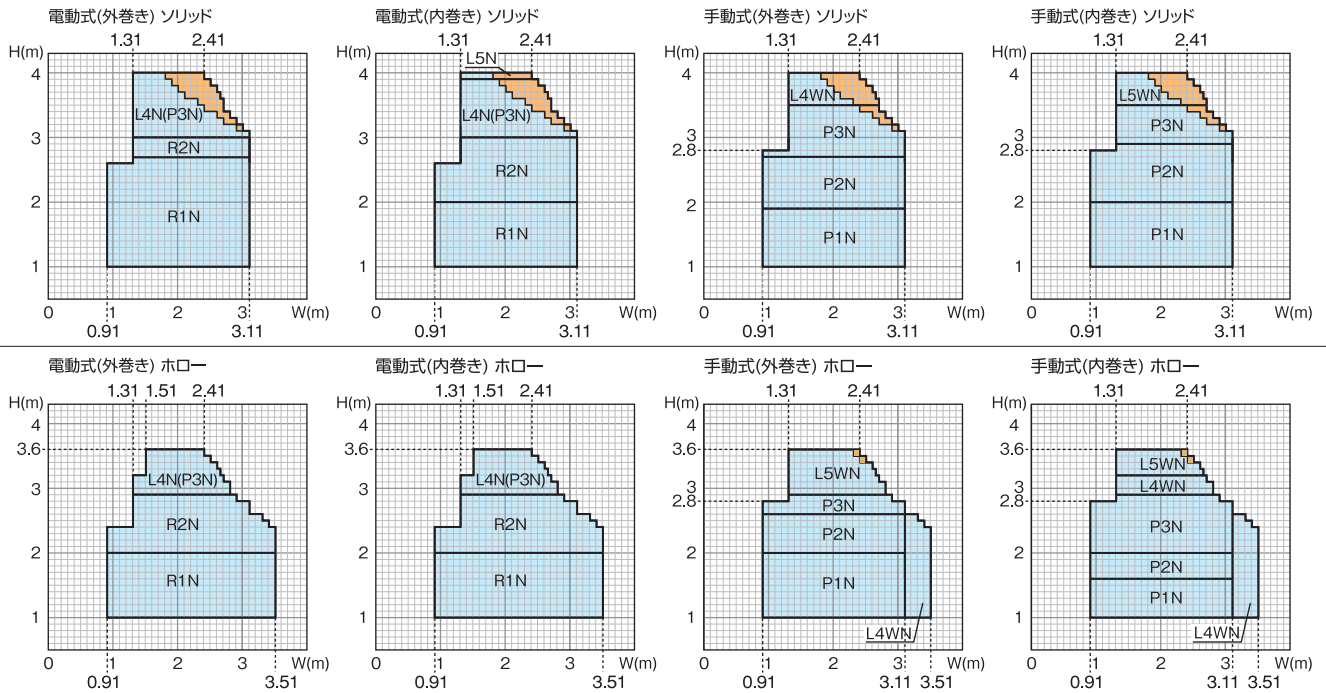 電動式(外巻き) ソリッド
1.31 2.41
H(m)
4
L4N(P3N)
3
R2N
2
R1N
1
0 1 2 3 W(m)
0.91 3.11
電動式(内巻き) ソリッド
1.31 2.41
H(m)
L5N
4
L4N(P3N)
3
R2N
2
R1N
1
0 1 2 3 W(m)
0.91 3.11
手動式(外巻き) ソリッド
1.31 2.41
H(m)
4
L4WN
P3N
3
2.8
P2N
2
P1N
1
0 1 2 3 W(m)
0.91 3.11
手動式(内巻き) ソリッド
1.31 2.41
H(m)
4
L5WN
P3N
3
2.8
P2N
2
P1N
1
0 1 2 3 W(m)
0.91 3.11
電動式(外巻き) ホロー
1.31 1.51 2.41
H(m)
4
3.6
L4N(P3N)
3
R2N
2
R1N
1
0 1 2 3 W(m)
0.91 3.51
電動式(内巻き) ホロー
1.31 1.51 2.41
H(m)
4
3.6
L4N(P3N)
3
R2N
2
R1N
1
0 1 2 3 W(m)
0.91 3.51
手動式(外巻き) ホロー
1.31 2.41
H(m)
4
3.6
L5WN
3
2.8
P3N
P2N
2
P1N
1
L4WN
0 1 2 3 W(m)
0.91 3.11 3.51
手動式(内巻き) ホロー
1.31 2.41
H(m)
4
3.6
L5WN
3
L4WN
2.8
P3N
2
P2N
P1N
1
L4WN
0 1 2 3 W(m)
0.91 3.11 3.51